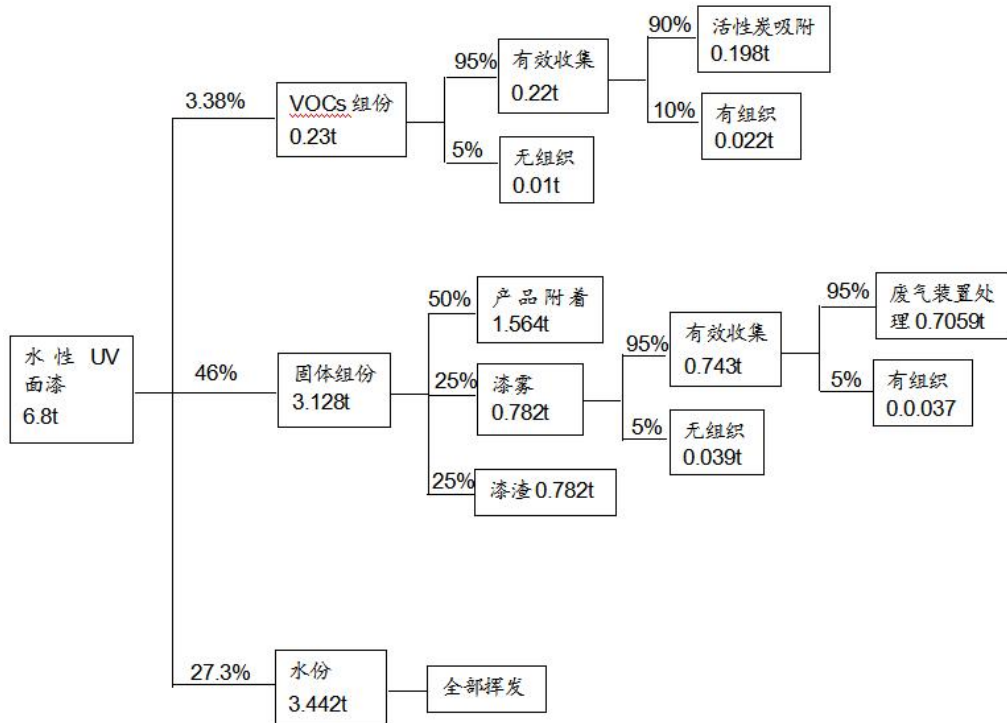 90%
活性炭吸附
0.198t
95%
有效收集
0.22t
3.38%
VOCs 组份
0.23t
10%
有组织
0.022t
5%
无组织
0.01t
50%
产品附着
1.564t
95%
废气装置处
理 0.7059t
水性 UV
面漆
6.8t
46%
固体组份
3.128t
25%
漆雾
0.782t
95%
有效收集
0.743t
5%
有组织
0.0.037
5%
无组织
0.039t
25%
漆渣 0.782t
27.3%
水份
3.442t
全部挥发